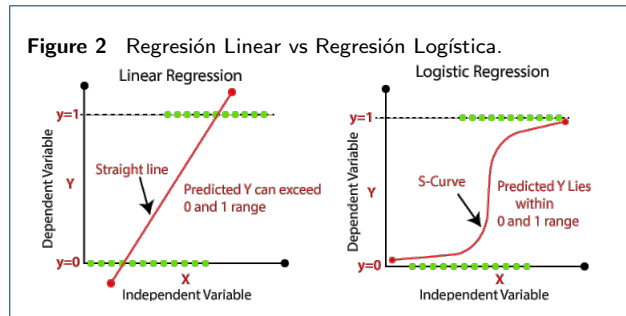 Figure 2 Regresión Linear vs Regresión Logística.
Linear Regression
y=1
Dependent Variable
Y
Straight line
Predicted Y can exceed
0 and 1 range
y=0
X
Independent Variable
Logistic Regression
y=1
Dependent Variable
Y
S-Curve
Predicted Y Lies
within
0 and 1 range
y=0
X
Independent Variable